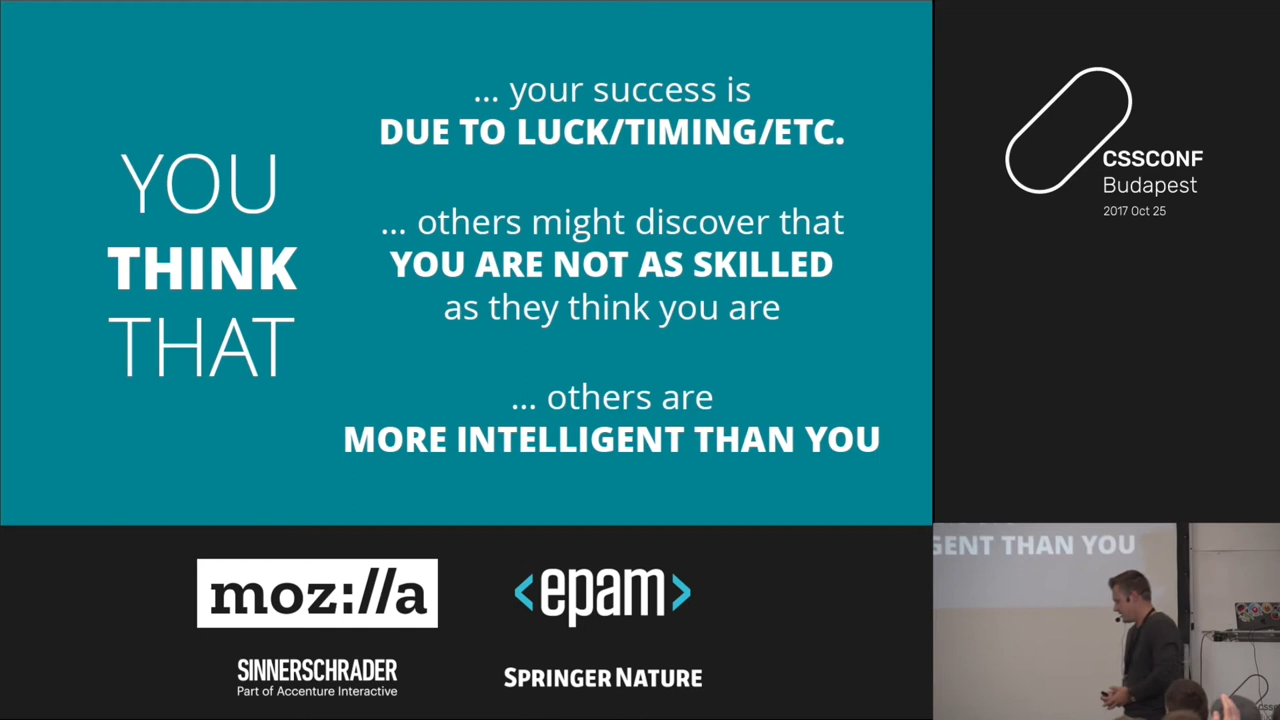 YOU
THINK
THAT
... your success is
DUE TO LUCK/TIMING/ETC.
... others might discover that
YOU ARE NOT AS SKILLED
as they think you are
... others are
MORE INTELLIGENT THAN YOU
CSSCONF
Budapest
2017 Oct 25
moz://a
<epam>
SINNERSCHRADER
Part of Accenture Interactive
SPRINGER NATURE
GENT THAN YOU